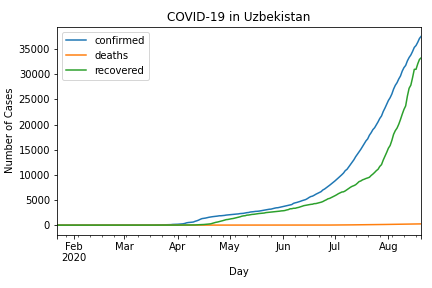 COVID-19 in Uzbekistan
confirmed
deaths
recovered
Number of Cases
35000
30000
25000
20000
15000
10000
5000
0
Feb Mar Apr May Jun Jul Aug
2020
Day